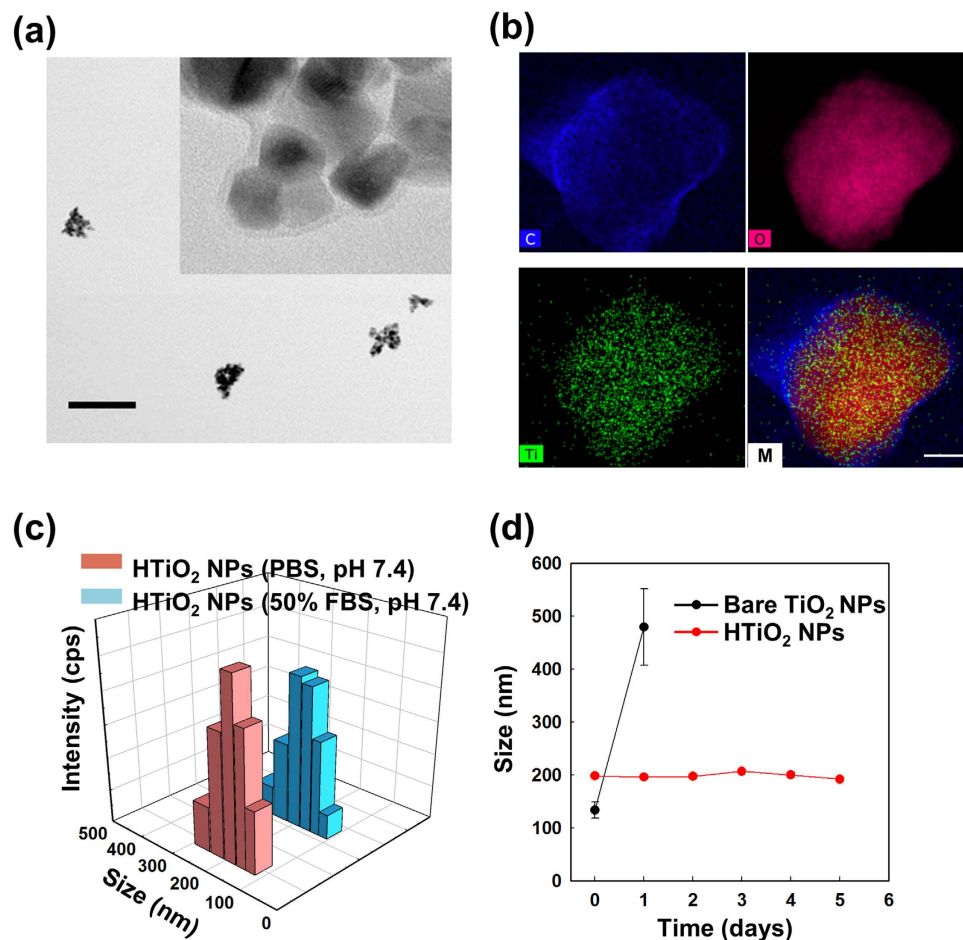 (a)
(b)
C
O
Ti
M
(c)
HTiO₂ NPs (PBS, pH 7.4)
HTiO₂ NPs (50% FBS, pH 7.4)
Intensity (cps)
500
400
300
200
100
0
Size (nm)
(d)
600
500
400
300
200
100
0
Size (nm)
Bare TiO₂ NPs
HTiO₂ NPs
0 1 2 3 4 5 6
Time (days)